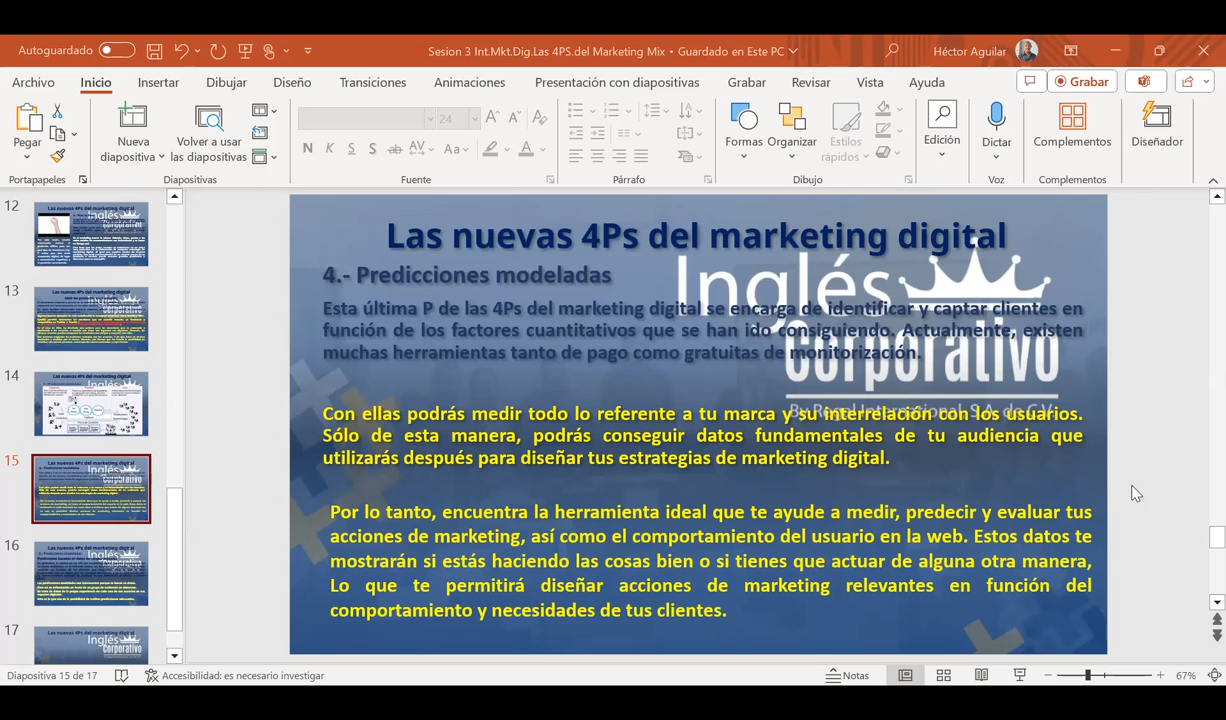 Autoguardado
Sesion 3 Int.Mkt.Dig.Las 4PS.del Marketing Mix • Guardado en Este PC
Héctor Aguilar
Archivo
Inicio
Insertar
Dibujar
Diseño
Transiciones
Animaciones
Presentación con diapositivas
Grabar
Revisar
Vista
Ayuda
Grabar
Pegar
Nueva
diapositiva
Volver a usar
las diapositivas
24
Formas
Organizar
Estilos
rápidos
Edición
Dictar
Complementos
Diseñador
Portapapeles
Diapositivas
Fuente
Párrafo
Dibujo
Voz
Complementos
12
13
14
15
16
17
Las nuevas 4Ps del marketing digital
4.- Predicciones modeladas
Esta última P de las 4Ps del marketing digital se encarga de identificar y captar clientes en
función de los factores cuantitativos que se han ido consiguiendo. Actualmente, existen
muchas herramientas tanto de pago como gratuitas de monitorización.
Inglés
corporativo
By Royal International, S.A. de C.V.
Con ellas podrás medir todo lo referente a tu marca y su interrelación con los usuarios.
Sólo de esta manera, podrás conseguir datos fundamentales de tu audiencia que
utilizarás después para diseñar tus estrategias de marketing digital.
Por lo tanto, encuentra la herramienta ideal que te ayude a medir, predecir y evaluar tus
acciones de marketing, así como el comportamiento del usuario en la web. Estos datos te
mostrarán si estás haciendo las cosas bien o si tienes que actuar de alguna otra manera,
Lo que te permitirá diseñar acciones de marketing relevantes en función del
comportamiento y necesidades de tus clientes.
Diapositiva 15 de 17
Accesibilidad: es necesario investigar
Notas
67%